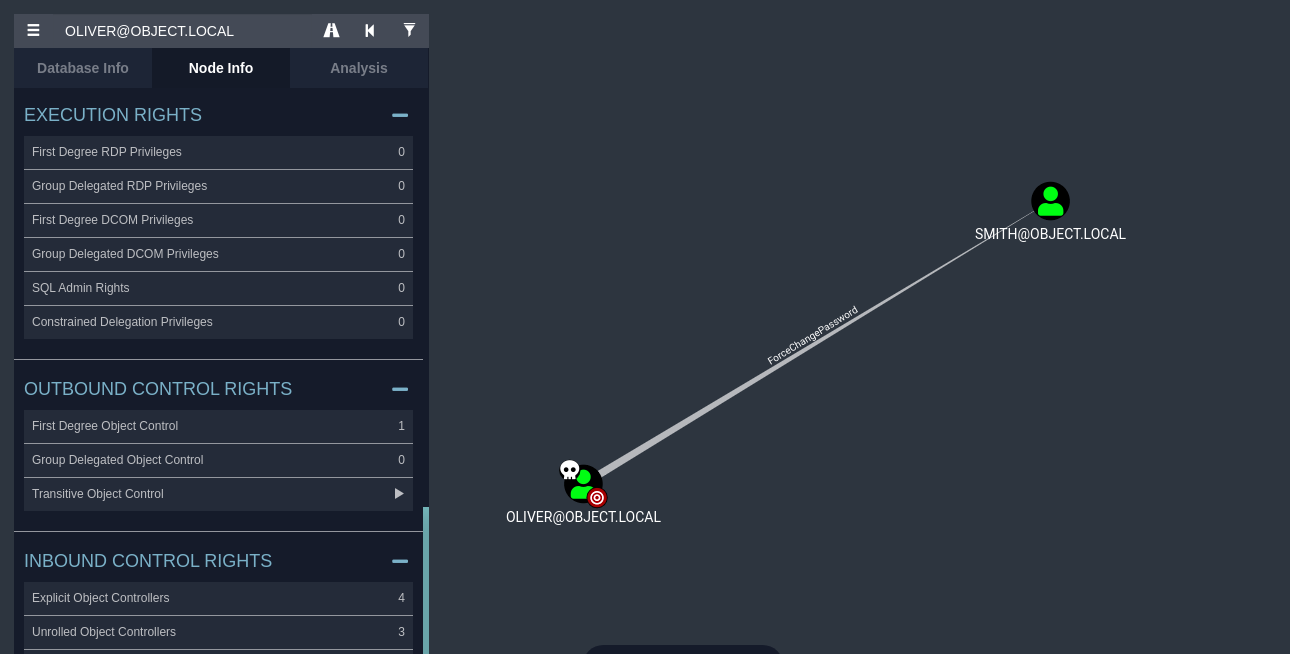 OLIVER@OBJECT.LOCAL
Database Info
Node Info
Analysis
EXECUTION RIGHTS
First Degree RDP Privileges 0
Group Delegated RDP Privileges 0
First Degree DCOM Privileges 0
Group Delegated DCOM Privileges 0
SQL Admin Rights 0
Constrained Delegation Privileges 0
OUTBOUND CONTROL RIGHTS
First Degree Object Control 1
Group Delegated Object Control 0
Transitive Object Control
INBOUND CONTROL RIGHTS
Explicit Object Controllers 4
Unrolled Object Controllers 3
SMITH@OBJECT.LOCAL
ForceChangePassword
OLIVER@OBJECT.LOCAL